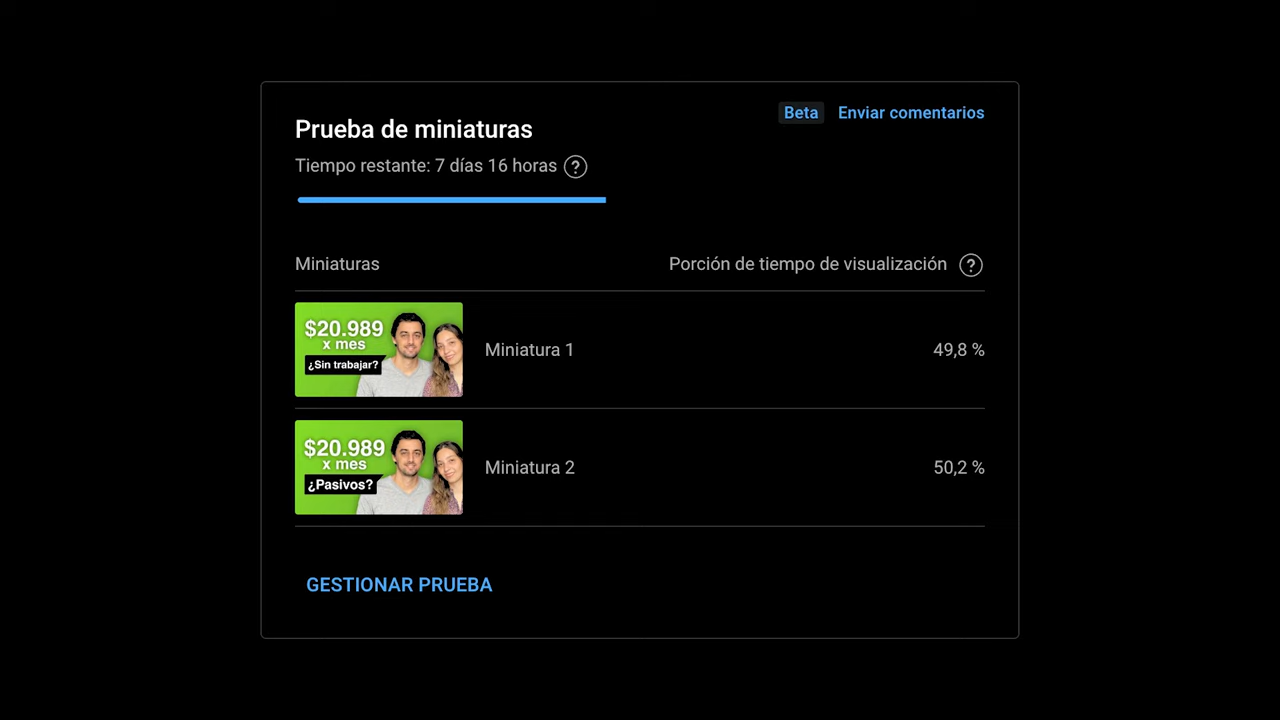 Beta Enviar comentarios
Prueba de miniaturas
Tiempo restante: 7 días 16 horas ?
Miniaturas Porción de tiempo de visualización ?
$20.989
x mes
¿Sin trabajar?
Miniatura 1 49,8 %
$20.989
x mes
¿Pasivos?
Miniatura 2 50,2 %
GESTIONAR PRUEBA